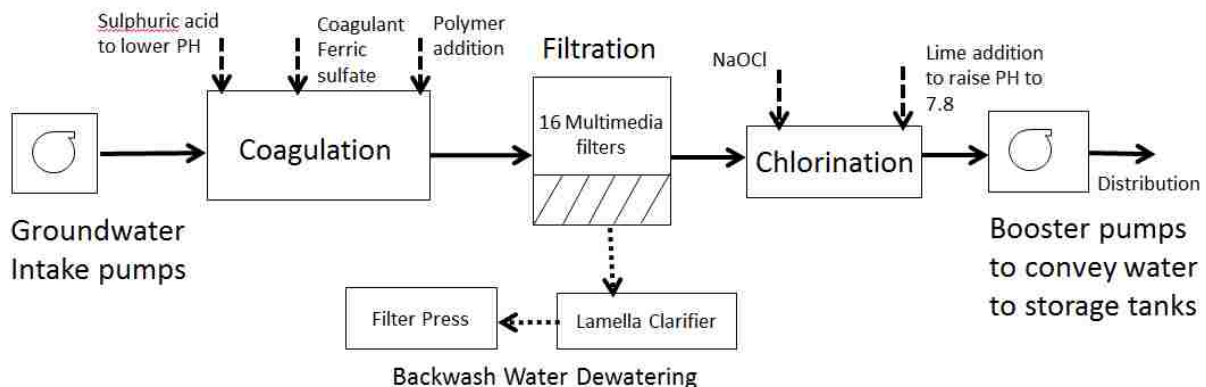 Sulphuric acid
to lower PH
Coagulant
Ferric
sulfate
Polymer
addition
Filtration
NaOCl
Lime addition
to raise PH to
7.8
Coagulation
16 Multimedia
filters
Chlorination
Distribution
Groundwater
Intake pumps
Booster pumps
to convey water
to storage tanks
Filter Press
Lamella Clarifier
Backwash Water Dewatering